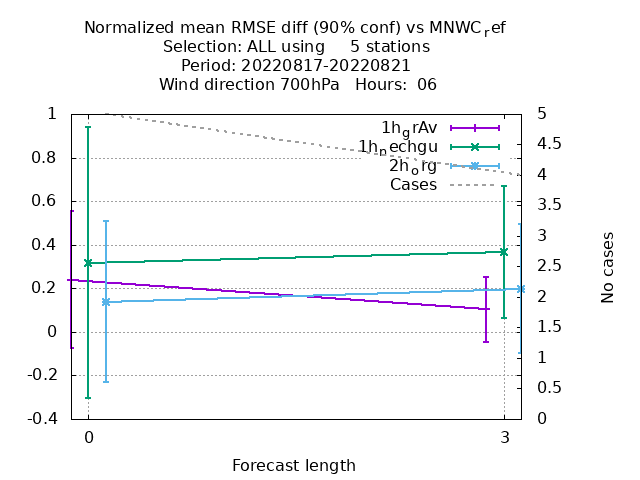 Normalized mean RMSE diff (90% conf) vs MNWC_ref
Selection: ALL using     5 stations
Period: 20220817-20220821
Wind direction 700hPa   Hours:  06
1h_grAv
1h_nechgu
2h_org
Cases
1
0.8
0.6
0.4
0.2
0
-0.2
-0.4
5
4.5
4
3.5
3
2.5
2
1.5
1
0.5
0
No cases
0
3
Forecast length